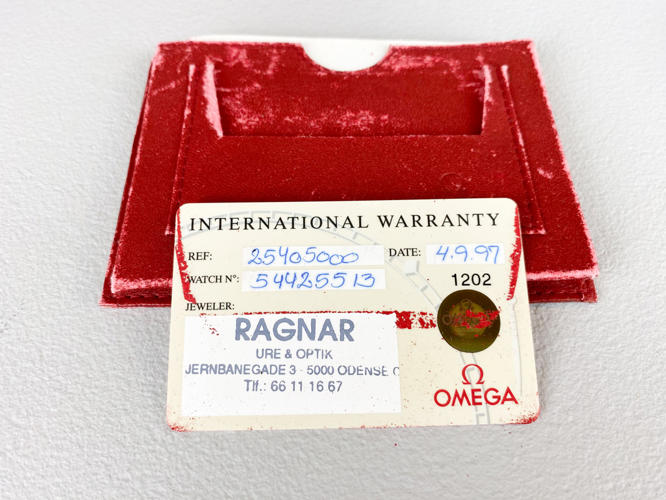 INTERNATIONAL WARRANTY
REF: 25405000 DATE: 4.9.97
WATCH Nº: 54425513 1202
JEWELER:
RAGNAR
URE & OPTIK
JERNBANEGADE 3 - 5000 ODENSE C
Tlf.: 66 11 16 67
Ω
OMEGA